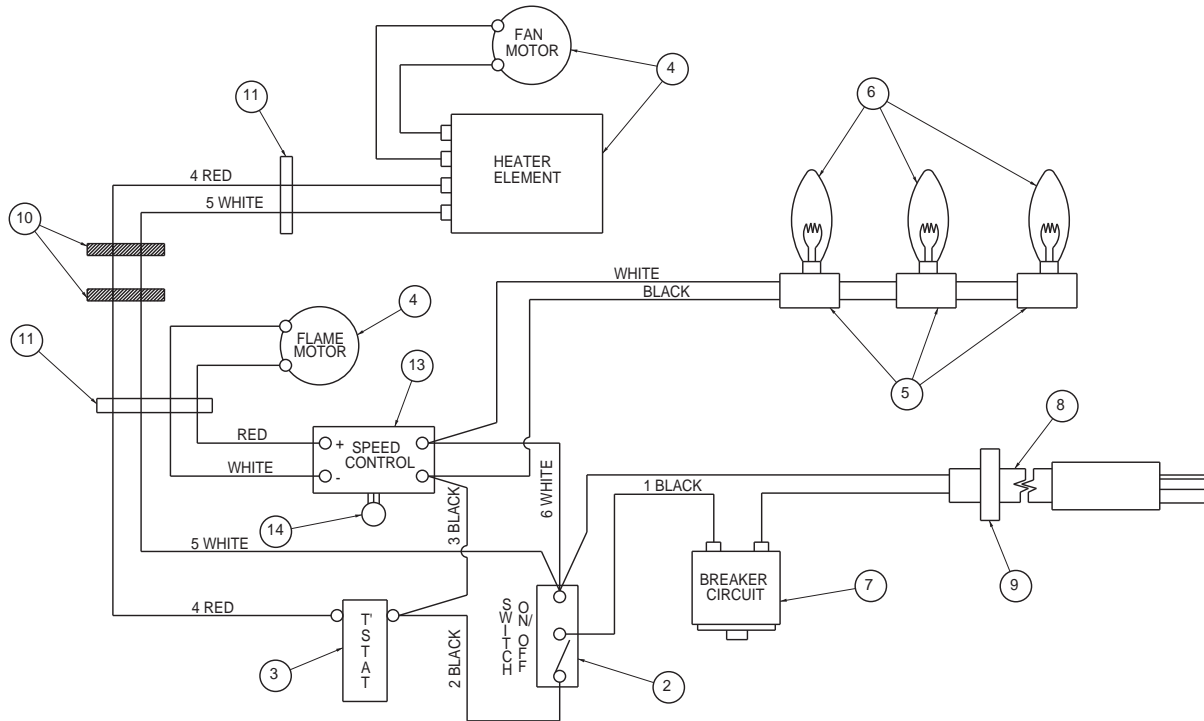 FAN
MOTOR
4
11
6
HEATER
ELEMENT
4 RED
5 WHITE
10
WHITE
BLACK
4
FLAME
MOTOR
11
13
5
8
RED
+
SPEED
CONTROL
WHITE
-
1 BLACK
6 WHITE
3 BLACK
14
5 WHITE
BREAKER
CIRCUIT
7
9
SWITCH
ON/OFF
4 RED
T'STAT
2 BLACK
3
2